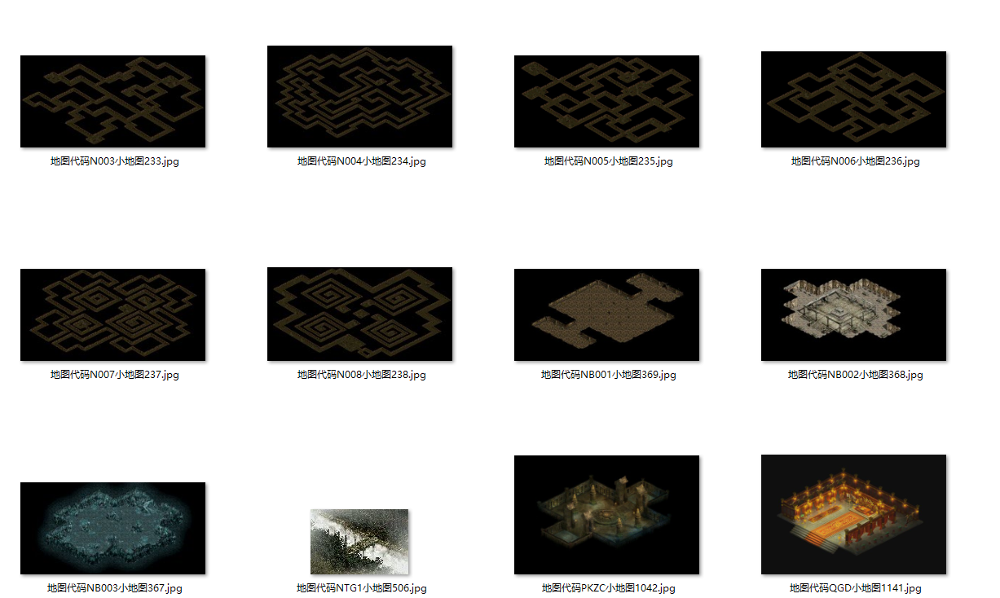 地图代码N003小地图233.jpg
地图代码N004小地图234.jpg
地图代码N005小地图235.jpg
地图代码N006小地图236.jpg
地图代码N007小地图237.jpg
地图代码N008小地图238.jpg
地图代码NB001小地图369.jpg
地图代码NB002小地图368.jpg
地图代码NB003小地图367.jpg
地图代码NTG1小地图506.jpg
地图代码PKZC小地图1042.jpg
地图代码QGD小地图1141.jpg